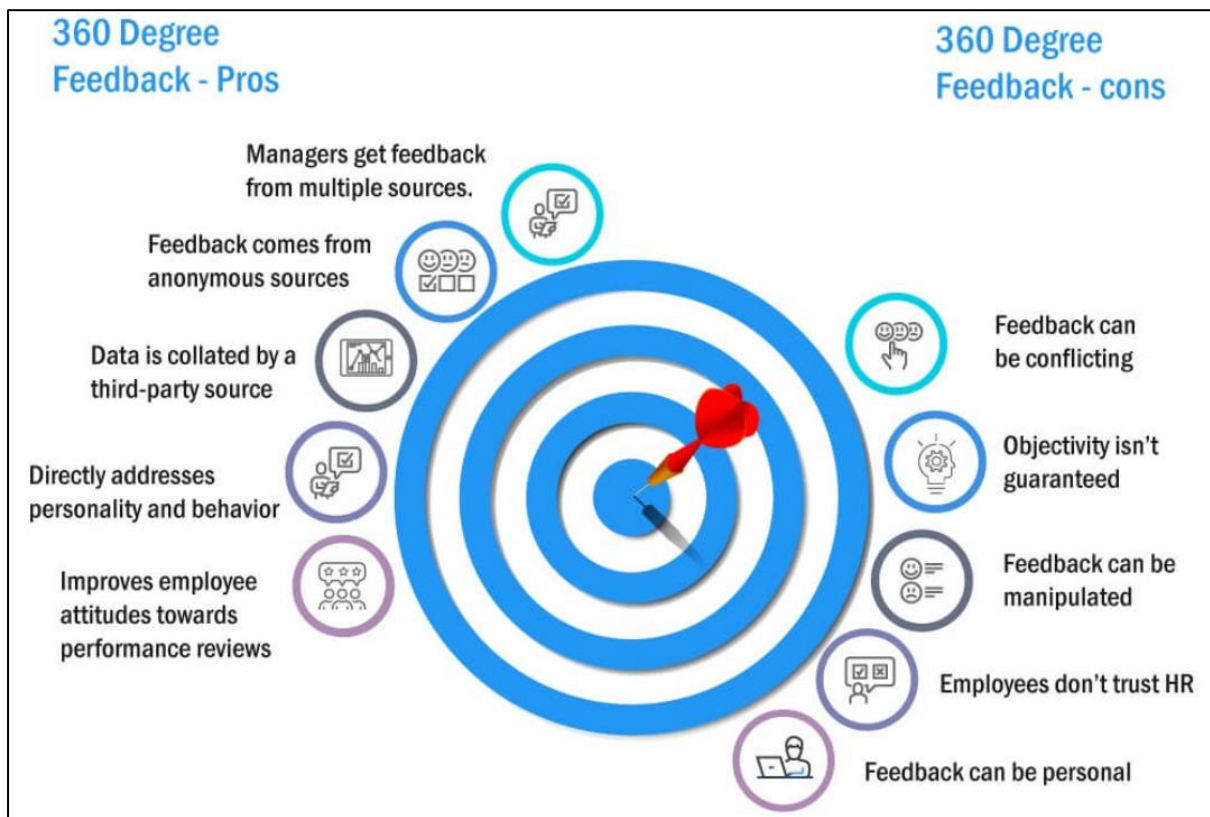 360 Degree
Feedback - Pros
Managers get feedback
from multiple sources.
Feedback comes from
anonymous sources
Data is collated by a
third-party source
Directly addresses
personality and behavior
Improves employee
attitudes towards
performance reviews
360 Degree
Feedback - cons
Feedback can
be conflicting
Objectivity isn’t
guaranteed
Feedback can be
manipulated
Employees don’t trust HR
Feedback can be personal